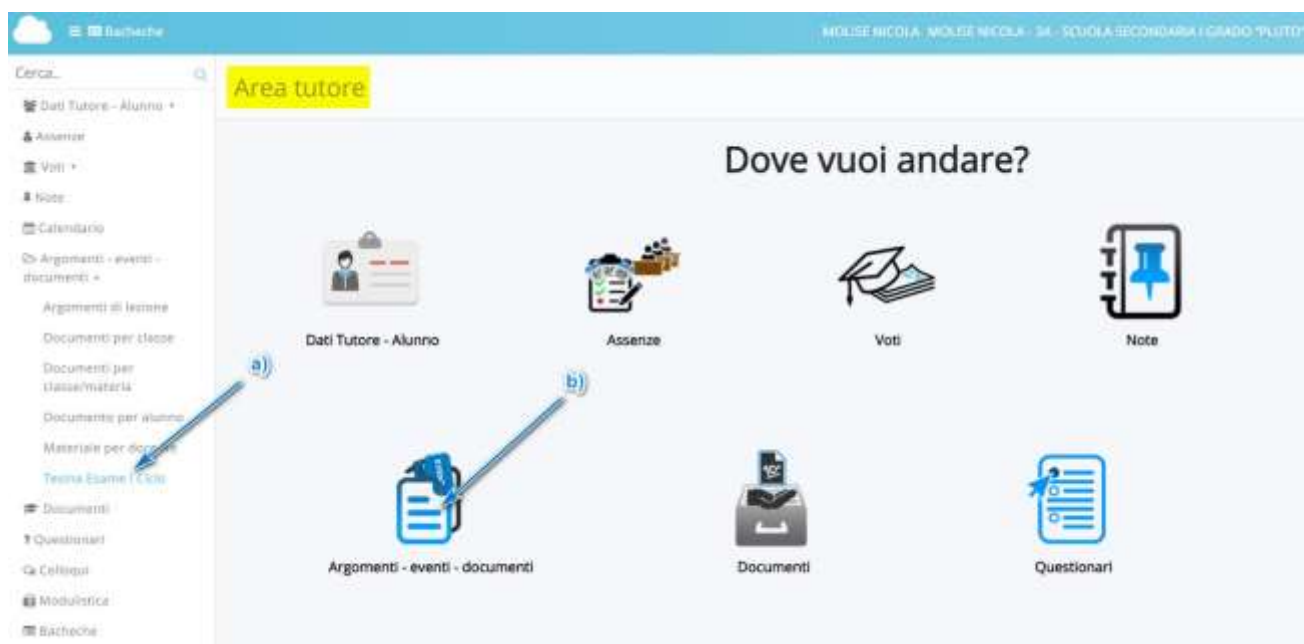 Bacheche
MOLISE NICOLA MOLISE NICOLA - 3A - SCUOLA SECONDARIA I GRADO "PLUTO"
Cerca...
Dati Tutore - Alunno
Assenze
Voti
Note
Calendario
Argomenti - eventi -
documenti
Argomenti di lezione
Documenti per classe
Documenti per
classe/materia
Documento per alunno
Materiale per docente
Tesina Esame I Ciclo
Documenti
? Questionari
Colloqui
Modulistica
Bacheche
Area tutore
Dove vuoi andare?
Dati Tutore - Alunno
Assenze
Voti
Note
a))
b))
Argomenti - eventi - documenti
Documenti
Questionari